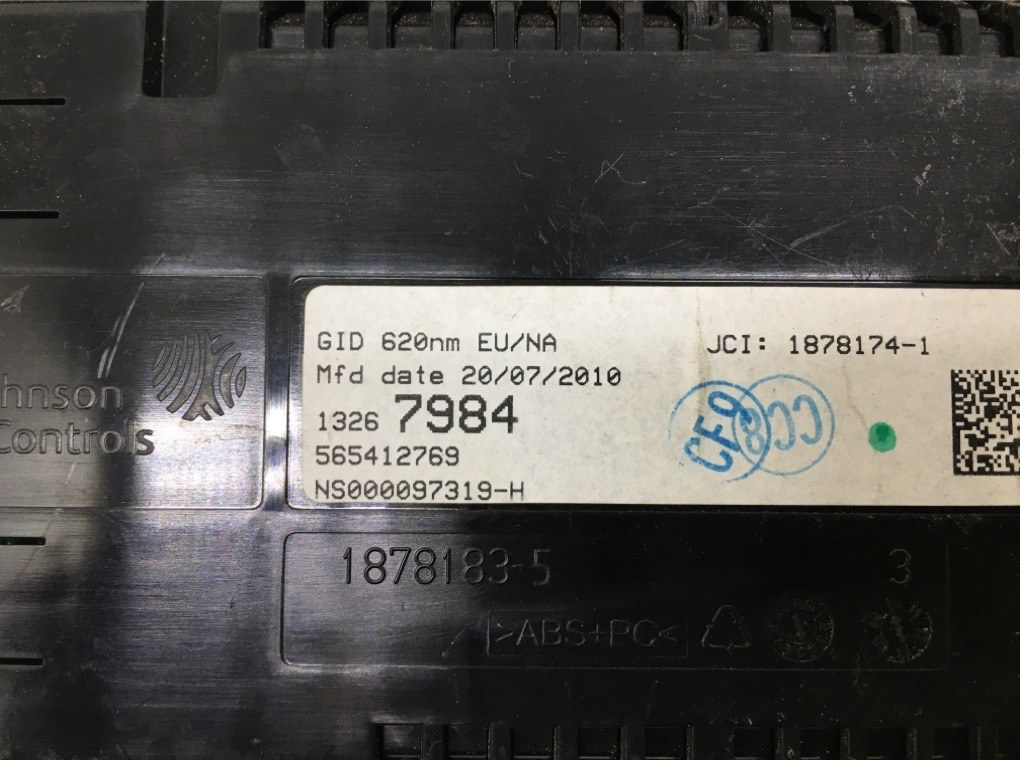 GID 620nm EU/NA
JCI: 1878174-1
Mfd date 20/07/2010
1326 7984
565412769
NS000097319-H
hnson
Controls
1878183-5
3
>ABS+PC<